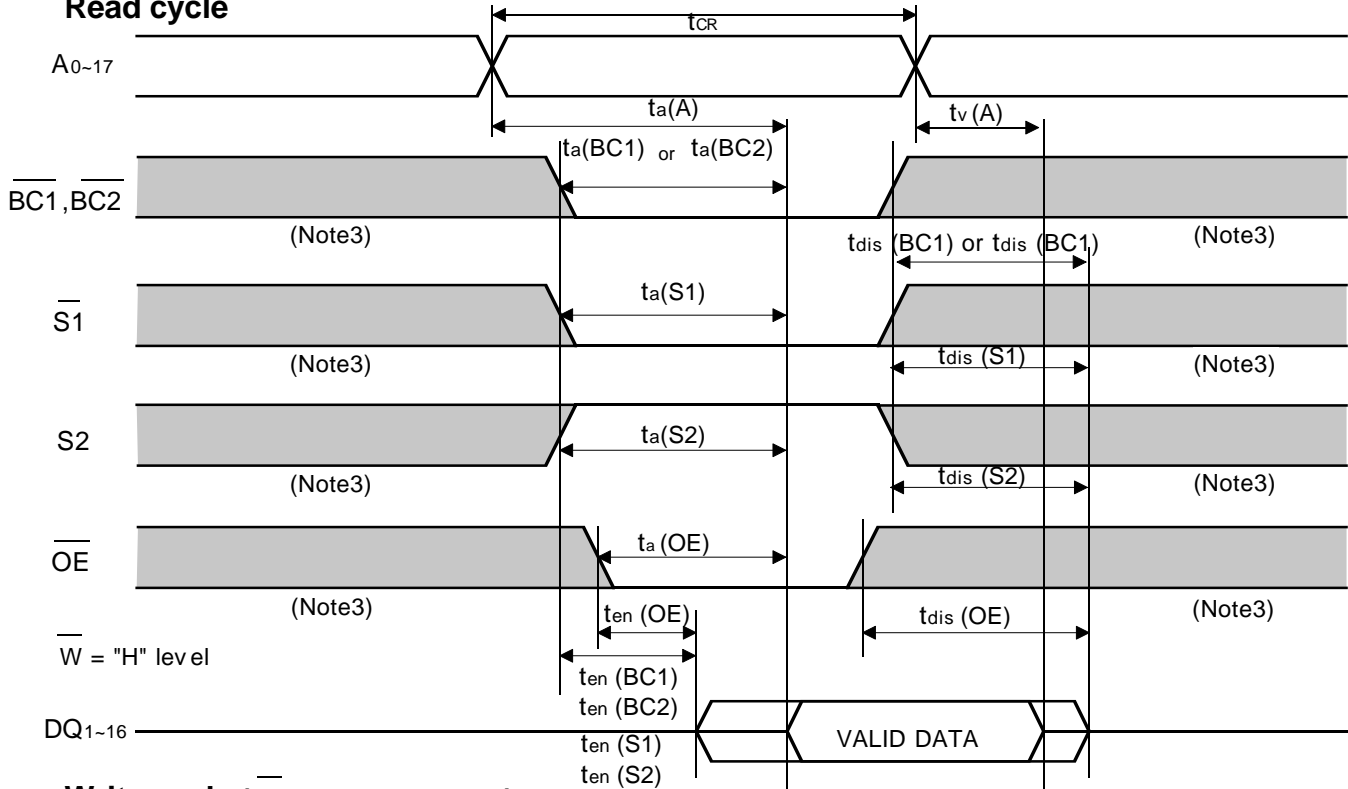 Read cycle
tCR
A0~17
ta(A)
tv (A)
ta(BC1) or ta(BC2)
BC1,BC2
(Note3)
tdis (BC1) or tdis (BC1)
(Note3)
ta(S1)
S1
(Note3)
tdis (S1)
(Note3)
S2
ta(S2)
(Note3)
tdis (S2)
(Note3)
OE
ta (OE)
(Note3)
ten (OE)
tdis (OE)
(Note3)
W = "H" level
ten (BC1)
ten (BC2)
DQ1~16
VALID DATA
ten (S1)
ten (S2)